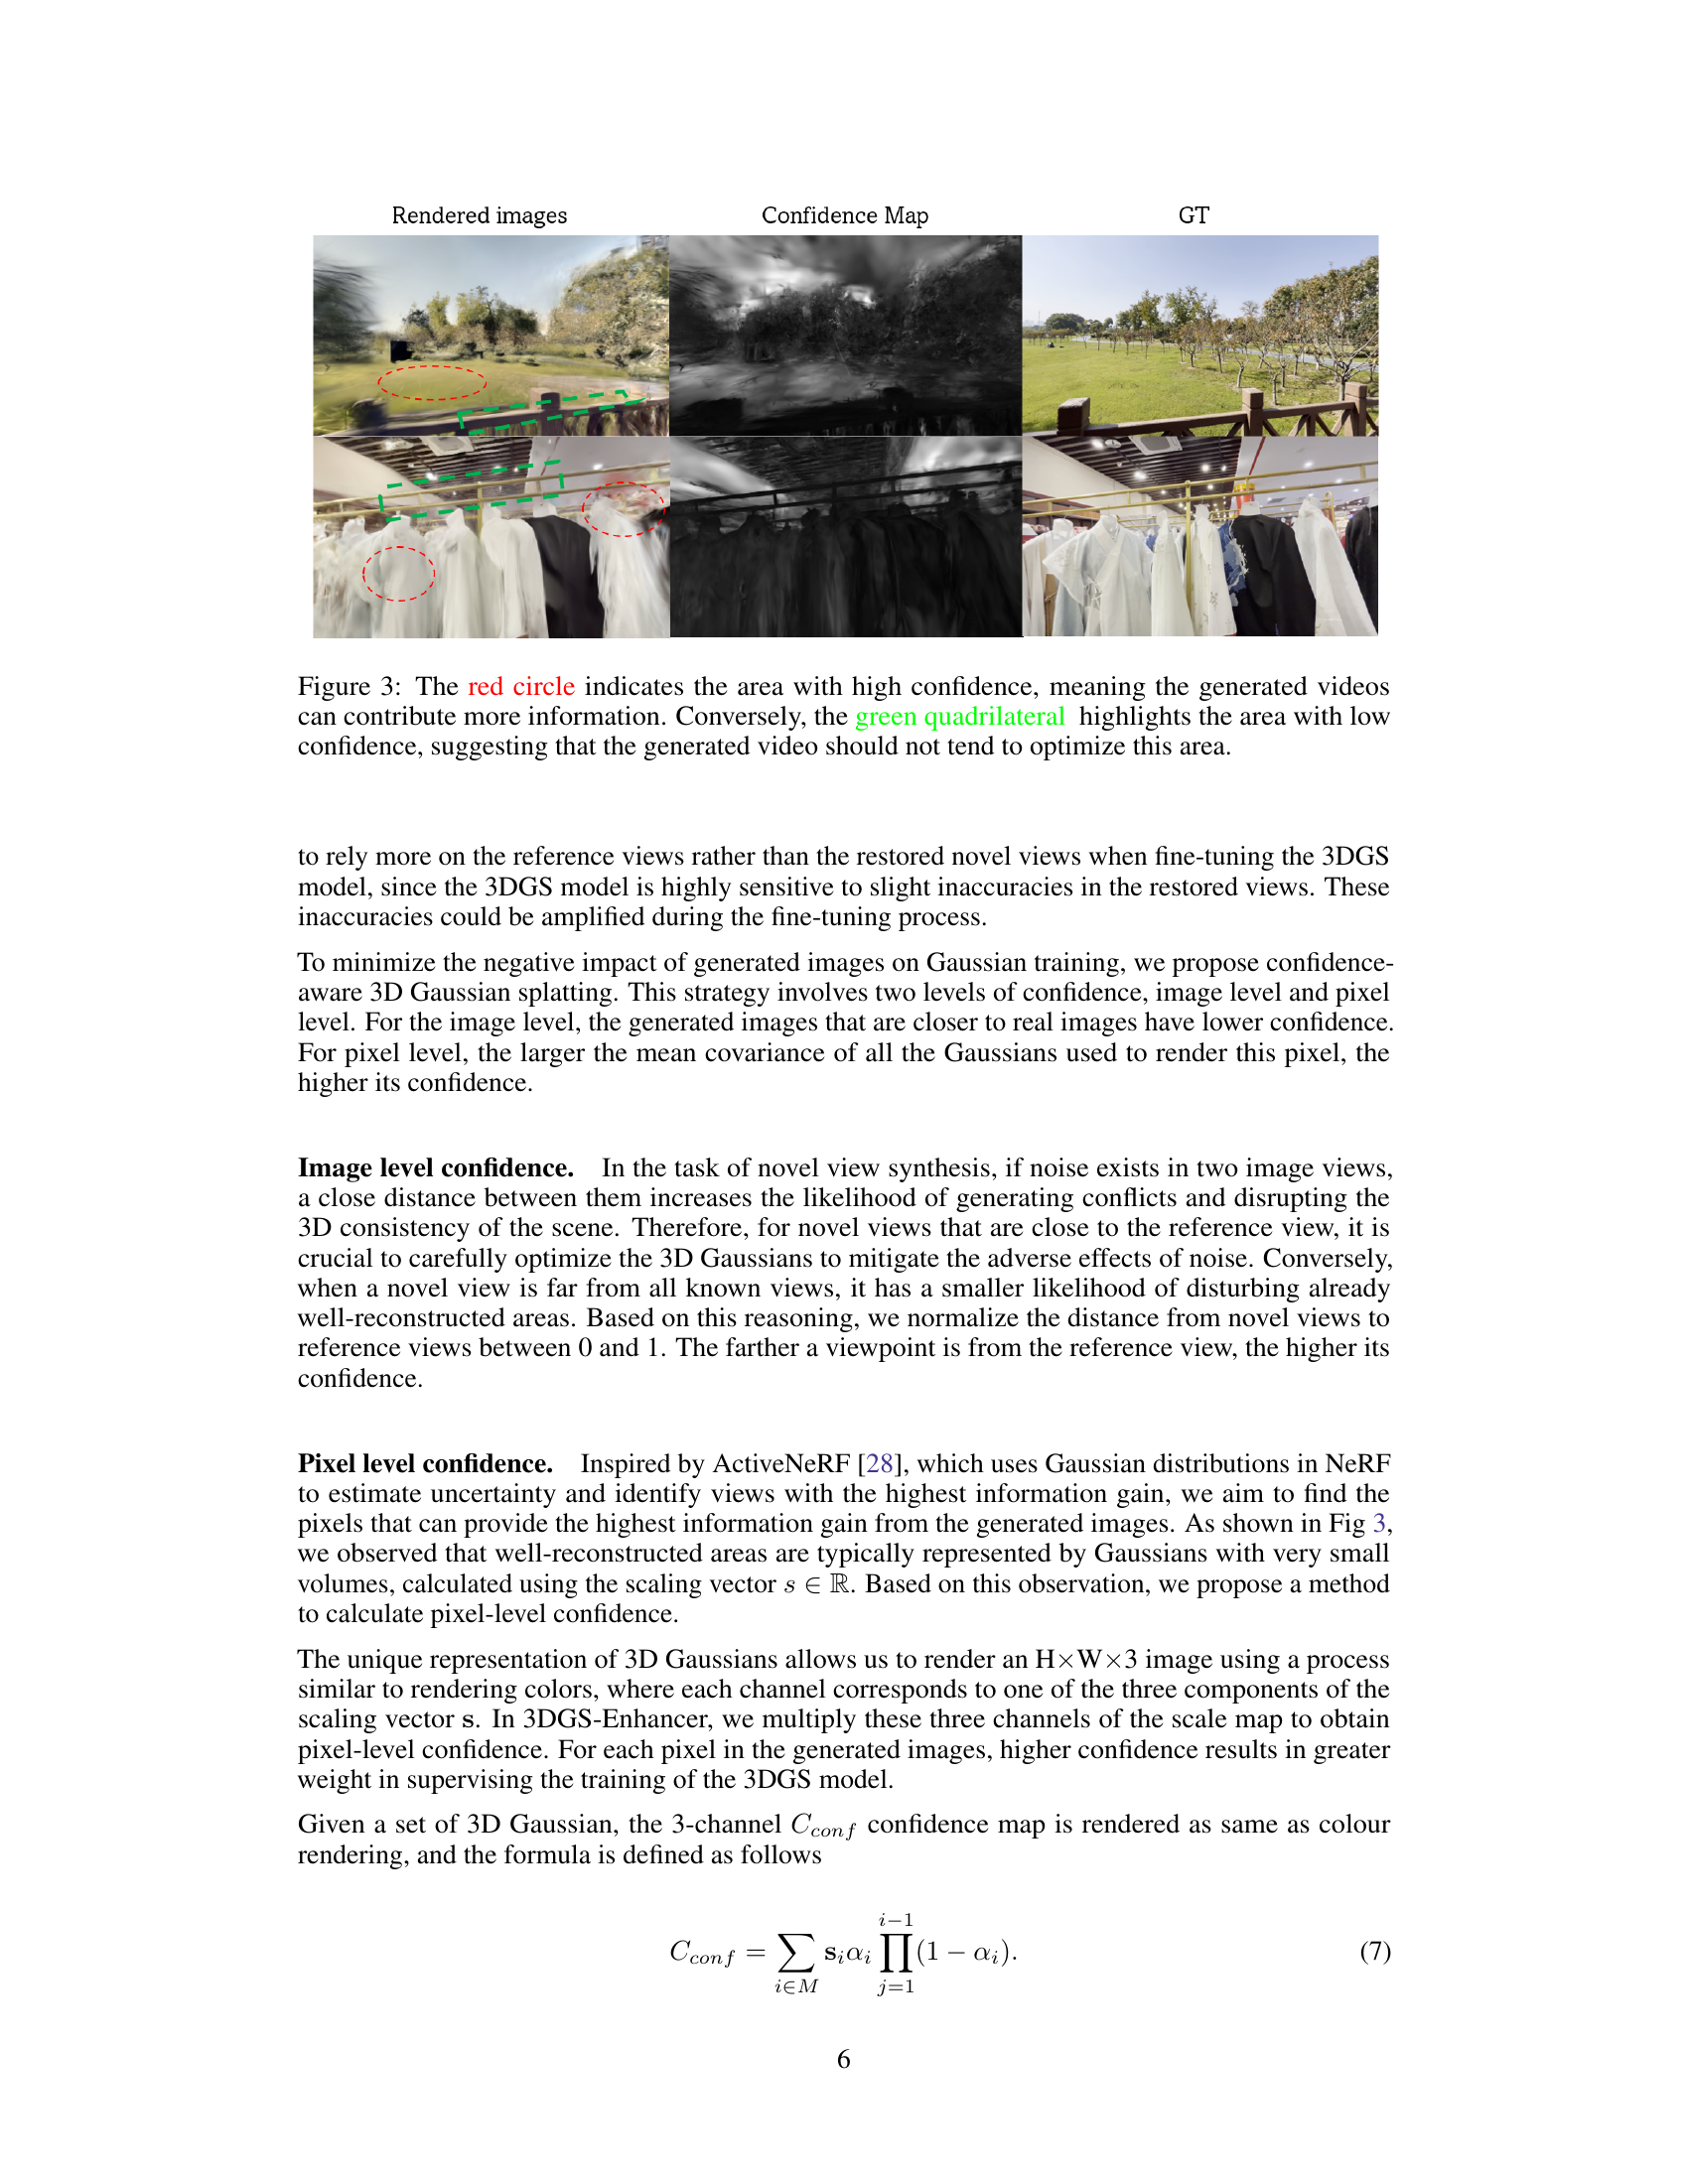 Rendered images
Confidence Map
GT
Figure 3: The red circle indicates the area with high confidence, meaning the generated videos
can contribute more information. Conversely, the green quadrilateral highlights the area with low
confidence, suggesting that the generated video should not tend to optimize this area.
to rely more on the reference views rather than the restored novel views when fine-tuning the 3DGS
model, since the 3DGS model is highly sensitive to slight inaccuracies in the restored views. These
inaccuracies could be amplified during the fine-tuning process.
To minimize the negative impact of generated images on Gaussian training, we propose confidence-
aware 3D Gaussian splatting. This strategy involves two levels of confidence, image level and pixel
level. For the image level, the generated images that are closer to real images have lower confidence.
For pixel level, the larger the mean covariance of all the Gaussians used to render this pixel, the
higher its confidence.
Image level confidence. In the task of novel view synthesis, if noise exists in two image views,
a close distance between them increases the likelihood of generating conflicts and disrupting the
3D consistency of the scene. Therefore, for novel views that are close to the reference view, it is
crucial to carefully optimize the 3D Gaussians to mitigate the adverse effects of noise. Conversely,
when a novel view is far from all known views, it has a smaller likelihood of disturbing already
well-reconstructed areas. Based on this reasoning, we normalize the distance from novel views to
reference views between 0 and 1. The farther a viewpoint is from the reference view, the higher its
confidence.
Pixel level confidence. Inspired by ActiveNeRF [28], which uses Gaussian distributions in NeRF
to estimate uncertainty and identify views with the highest information gain, we aim to find the
pixels that can provide the highest information gain from the generated images. As shown in Fig 3,
we observed that well-reconstructed areas are typically represented by Gaussians with very small
volumes, calculated using the scaling vector s ∈ ℝ. Based on this observation, we propose a method
to calculate pixel-level confidence.
The unique representation of 3D Gaussians allows us to render an H×W×3 image using a process
similar to rendering colors, where each channel corresponds to one of the three components of the
scaling vector s. In 3DGS-Enhancer, we multiply these three channels of the scale map to obtain
pixel-level confidence. For each pixel in the generated images, higher confidence results in greater
weight in supervising the training of the 3DGS model.
Given a set of 3D Gaussian, the 3-channel C_{conf} confidence map is rendered as same as colour
rendering, and the formula is defined as follows
C_{conf} = \sum_{i∈M} s_i α_i \prod_{j=1}^{i−1} (1 − α_i). (7)
6